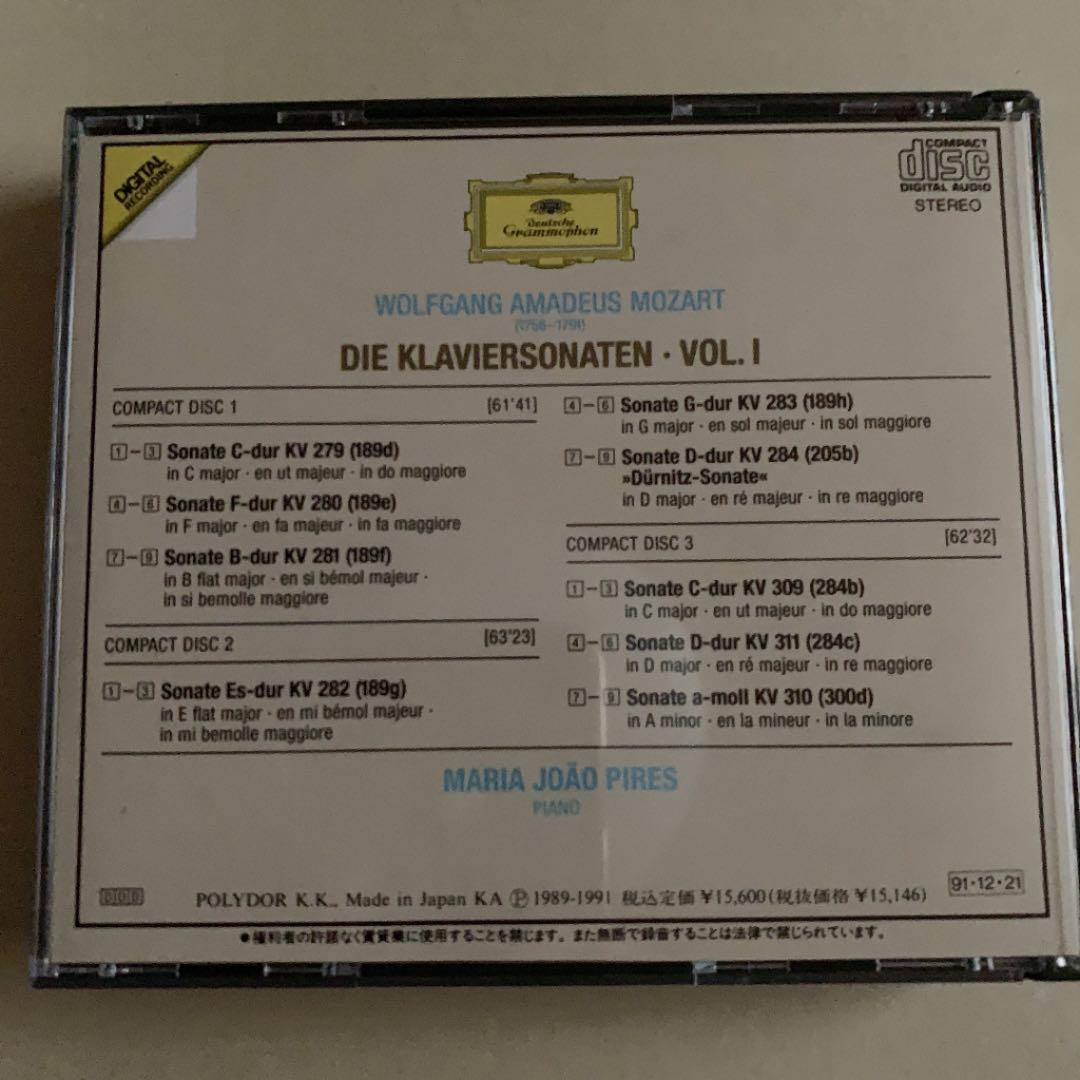 DIGITAL
RECORDING
COMPACT
disc
DIGITAL AUDIO
STEREO
Deutsche
Grammophon
WOLFGANG AMADEUS MOZART
(1756–1791)
DIE KLAVIERSONATEN · VOL. I
COMPACT DISC 1 [61'41]
1–3 Sonate C-dur KV 279 (189d)
in C major · en ut majeur · in do maggiore
4–6 Sonate F-dur KV 280 (189e)
in F major · en fa majeur · in fa maggiore
7–9 Sonate B-dur KV 281 (189f)
in B flat major · en si bémol majeur ·
in si bemolle maggiore
COMPACT DISC 2 [63'23]
1–3 Sonate Es-dur KV 282 (189g)
in E flat major · en mi bémol majeur ·
in mi bemolle maggiore
4–6 Sonate G-dur KV 283 (189h)
in G major · en sol majeur · in sol maggiore
7–9 Sonate D-dur KV 284 (205b)
»Dürnitz-Sonate«
in D major · en ré majeur · in re maggiore
COMPACT DISC 3 [62'32]
1–3 Sonate C-dur KV 309 (284b)
in C major · en ut majeur · in do maggiore
4–6 Sonate D-dur KV 311 (284c)
in D major · en ré majeur · in re maggiore
7–9 Sonate a-moll KV 310 (300d)
in A minor · en la mineur · in la minore
MARIA JOÃO PIRES
PIANO
DDD
POLYDOR K.K., Made in Japan KA ℗ 1989-1991 税込定価 ¥15,600(税抜価格 ¥15,146)
91·12·21
●権利者の許諾なく賃貸業に使用することを禁じます。また無断で録音することは法律で禁じられています。